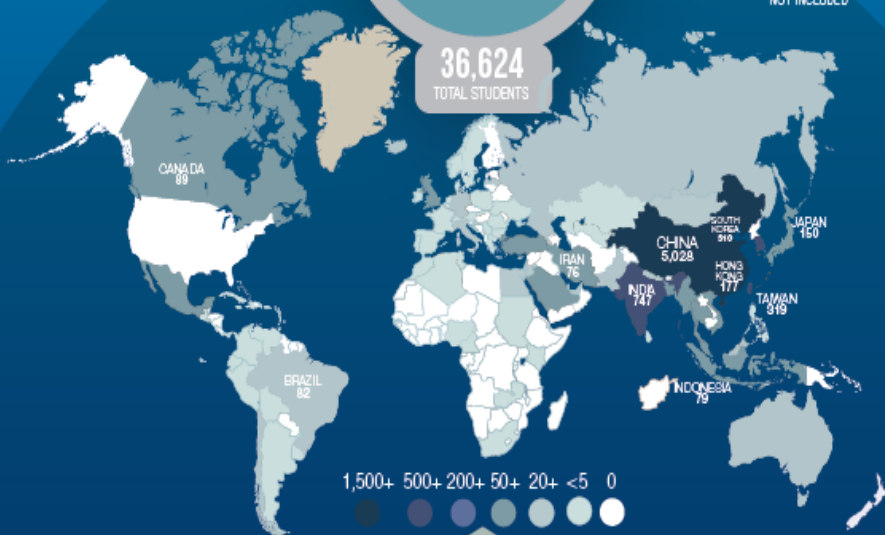 NOT INCLUDED
36,624
TOTAL STUDENTS
CANADA
89
SOUTH
KOREA
510
JAPAN
150
CHINA
5,028
IRAN
76
HONG
KONG
177
INDIA
747
TAIWAN
319
BRAZIL
82
INDONESIA
79
1,500+ 500+ 200+ 50+ 20+ <5 0